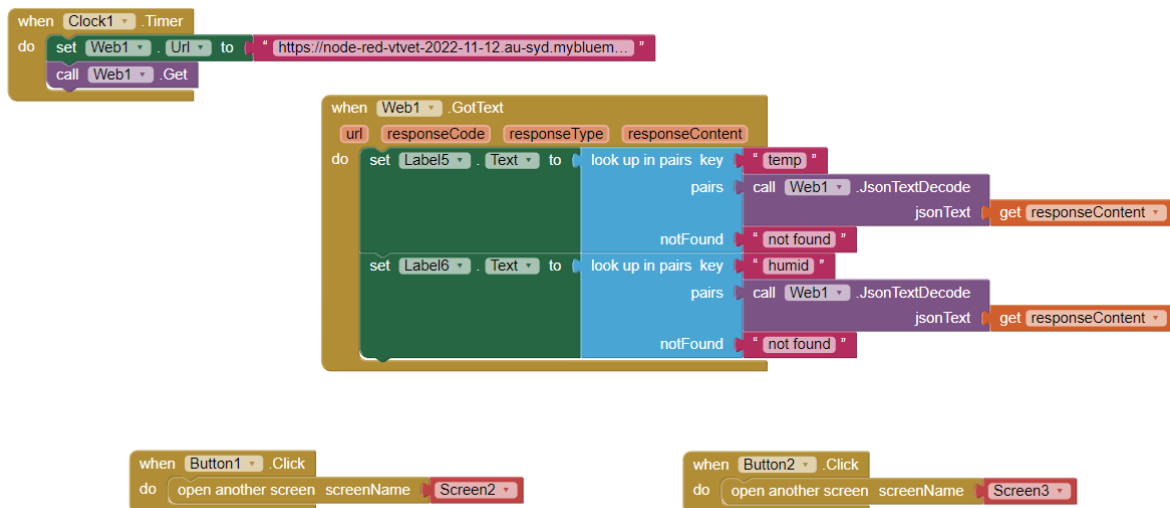 when Clock1 .Timer
do set Web1 . Url to " https://node-red-vtvet-2022-11-12.au-syd.mybluem... "
call Web1 .Get
when Web1 .GotText
url responseCode responseType responseContent
do set Label5 . Text to look up in pairs key " temp "
pairs call Web1 .JsonTextDecode
jsonText get responseContent
notFound " not found "
set Label6 . Text to look up in pairs key " humid "
pairs call Web1 .JsonTextDecode
jsonText get responseContent
notFound " not found "
when Button1 .Click
do open another screen screenName Screen2
when Button2 .Click
do open another screen screenName Screen3